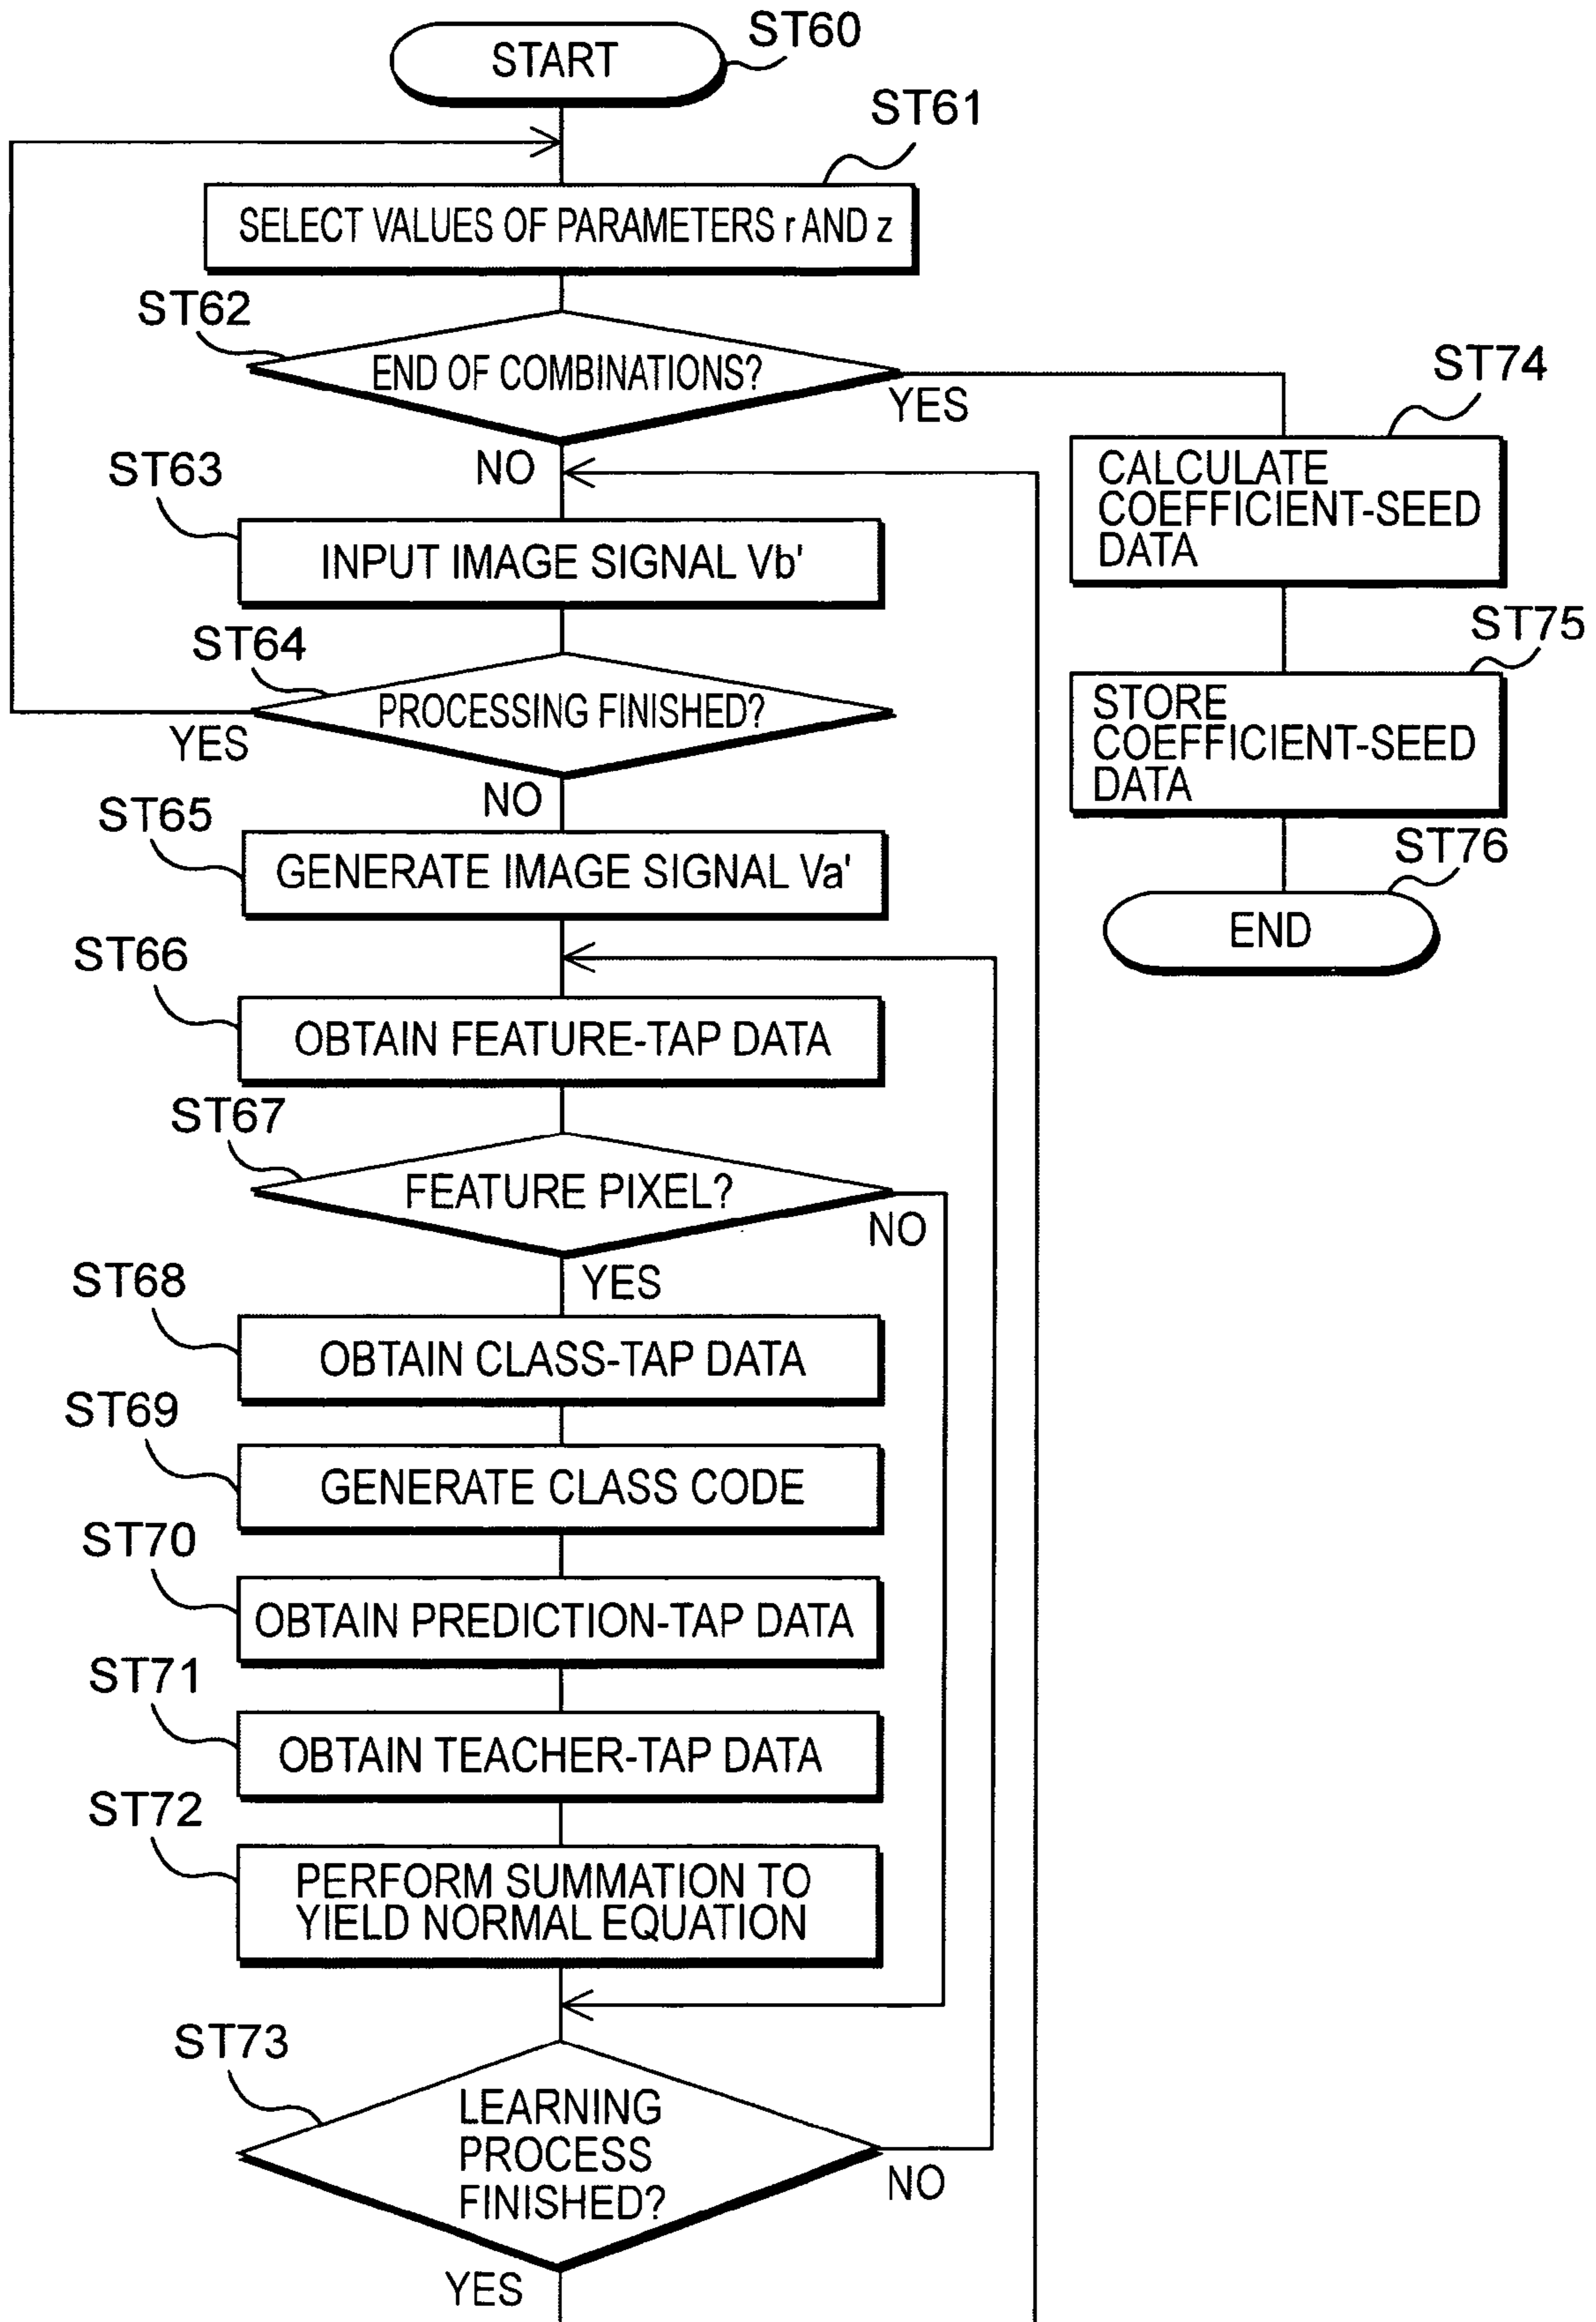 START
ST60
ST61
SELECT VALUES OF PARAMETERS r AND z
ST62
END OF COMBINATIONS?
YES
NO
ST63
INPUT IMAGE SIGNAL Vb'
ST64
PROCESSING FINISHED?
YES
NO
ST65
GENERATE IMAGE SIGNAL Va'
ST66
OBTAIN FEATURE-TAP DATA
ST67
FEATURE PIXEL?
NO
YES
ST68
OBTAIN CLASS-TAP DATA
ST69
GENERATE CLASS CODE
ST70
OBTAIN PREDICTION-TAP DATA
ST71
OBTAIN TEACHER-TAP DATA
ST72
PERFORM SUMMATION TO
YIELD NORMAL EQUATION
ST73
LEARNING
PROCESS
FINISHED?
NO
YES
ST74
CALCULATE
COEFFICIENT-SEED
DATA
ST75
STORE
COEFFICIENT-SEED
DATA
ST76
END